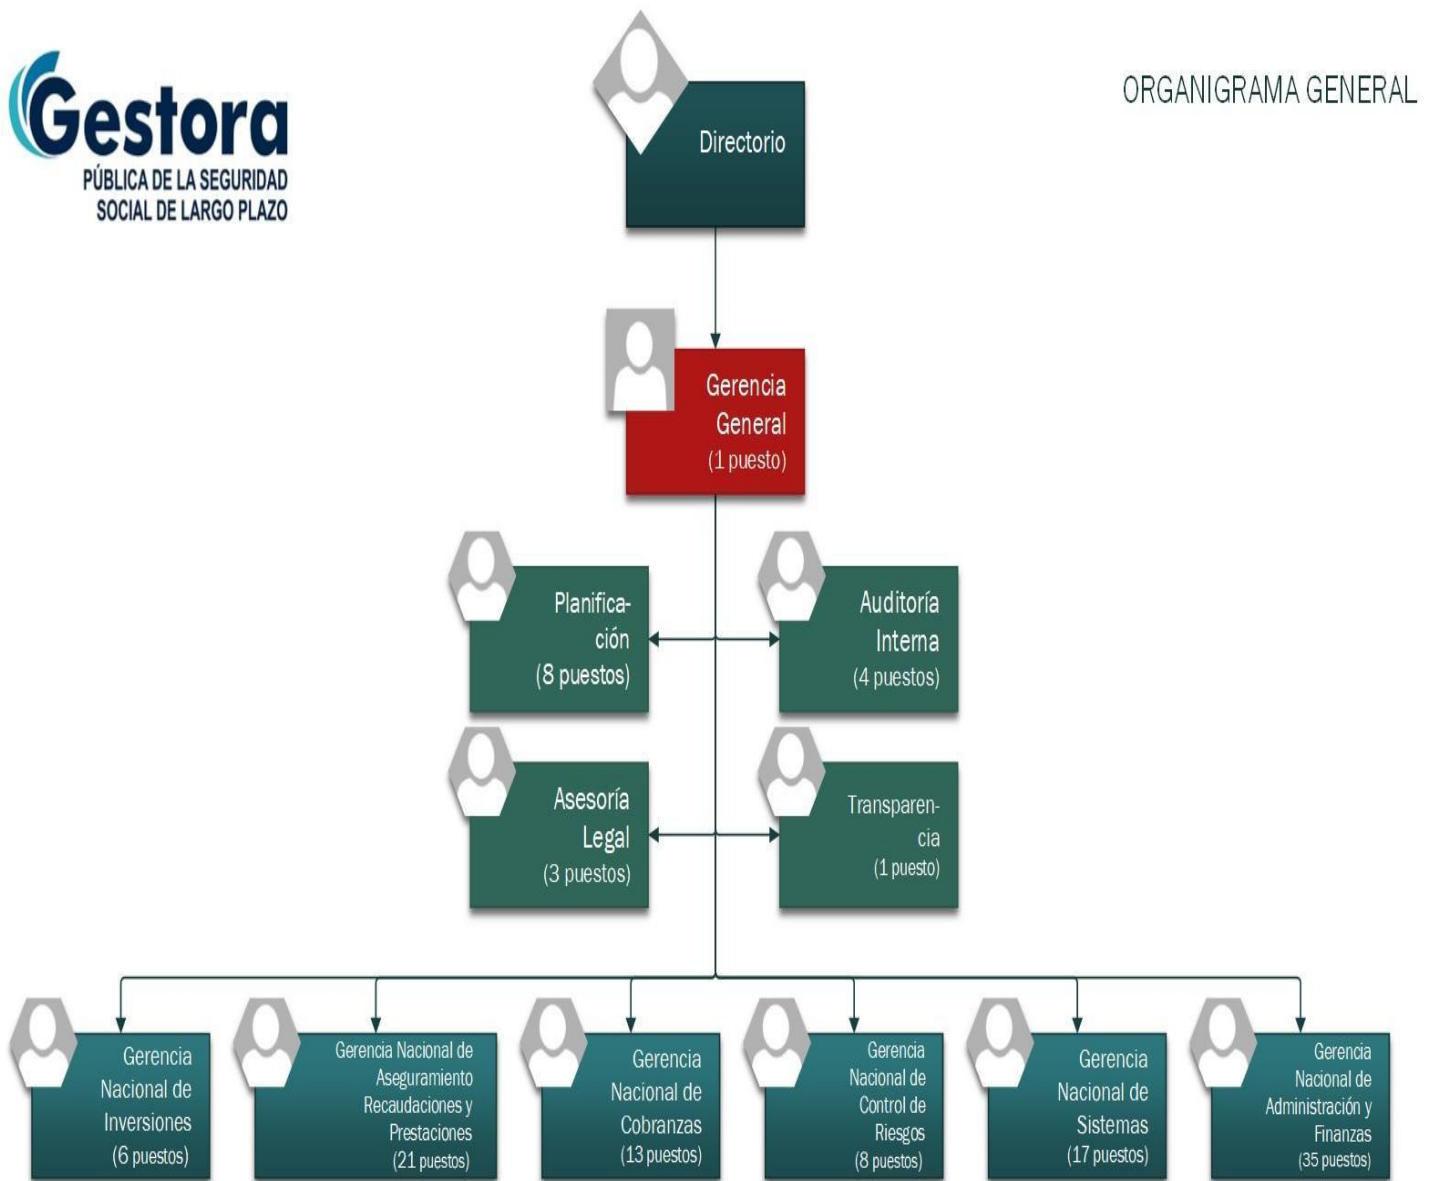 Gestora
PÚBLICA DE LA SEGURIDAD
SOCIAL DE LARGO PLAZO
ORGANIGRAMA GENERAL
Directorio
Gerencia
General
(1 puesto)
Planifica-
ción
(8 puestos)
Auditoría
Interna
(4 puestos)
Asesoría
Legal
(3 puestos)
Transparen-
cia
(1 puesto)
Gerencia
Nacional de
Inversiones
(6 puestos)
Gerencia Nacional de
Aseguramiento
Recaudaciones y
Prestaciones
(21 puestos)
Gerencia
Nacional de
Cobranzas
(13 puestos)
Gerencia
Nacional de
Control de
Riesgos
(8 puestos)
Gerencia
Nacional de
Sistemas
(17 puestos)
Gerencia
Nacional de
Administración y
Finanzas
(35 puestos)